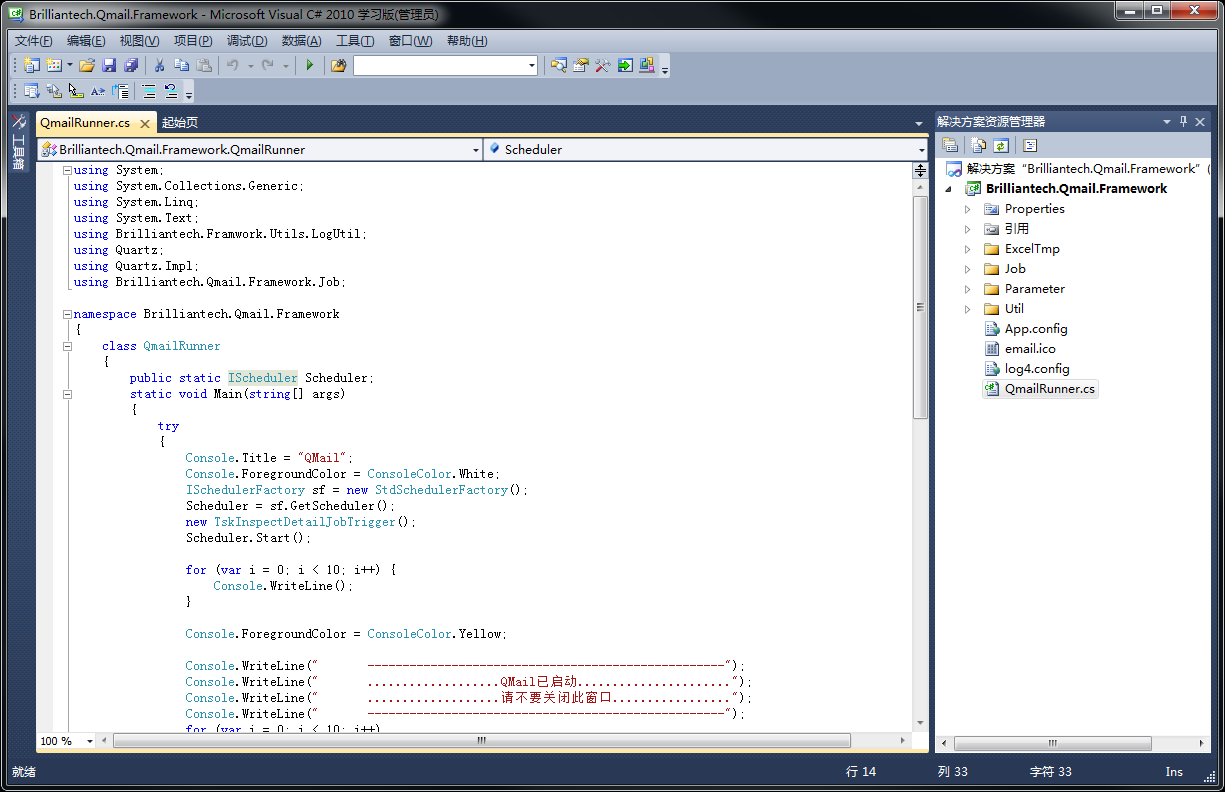 Brilliantech.Qmail.Framework - Microsoft Visual C# 2010 学习版(管理员)
文件(F) 编辑(E) 视图(V) 项目(P) 调试(D) 数据(A) 工具(T) 窗口(W) 帮助(H)
工具箱
QmailRunner.cs 起始页
Brilliantech.Qmail.Framework.QmailRunner Scheduler
using System;
using System.Collections.Generic;
using System.Linq;
using System.Text;
using Brilliantech.Framwork.Utils.LogUtil;
using Quartz;
using Quartz.Impl;
using Brilliantech.Qmail.Framework.Job;
namespace Brilliantech.Qmail.Framework
{
class QmailRunner
{
public static IScheduler Scheduler;
static void Main(string[] args)
{
try
{
Console.Title = "QMail";
Console.ForegroundColor = ConsoleColor.White;
ISchedulerFactory sf = new StdSchedulerFactory();
Scheduler = sf.GetScheduler();
new TskInspectDetailJobTrigger();
Scheduler.Start();
for (var i = 0; i < 10; i++) {
Console.WriteLine();
}
Console.ForegroundColor = ConsoleColor.Yellow;
Console.WriteLine("       ---------------------------------------------------");
Console.WriteLine("       ...................QMail已启动......................");
Console.WriteLine("       ...................请不要关闭此窗口.................");
Console.WriteLine("       ---------------------------------------------------");
for (var i = 0; i < 10; i++)
100 %
解决方案资源管理器
解决方案 “Brilliantech.Qmail.Framework” (
Brilliantech.Qmail.Framework
Properties
引用
ExcelTmp
Job
Parameter
Util
App.config
email.ico
log4.config
QmailRunner.cs
就绪 行 14 列 33 字符 33 Ins